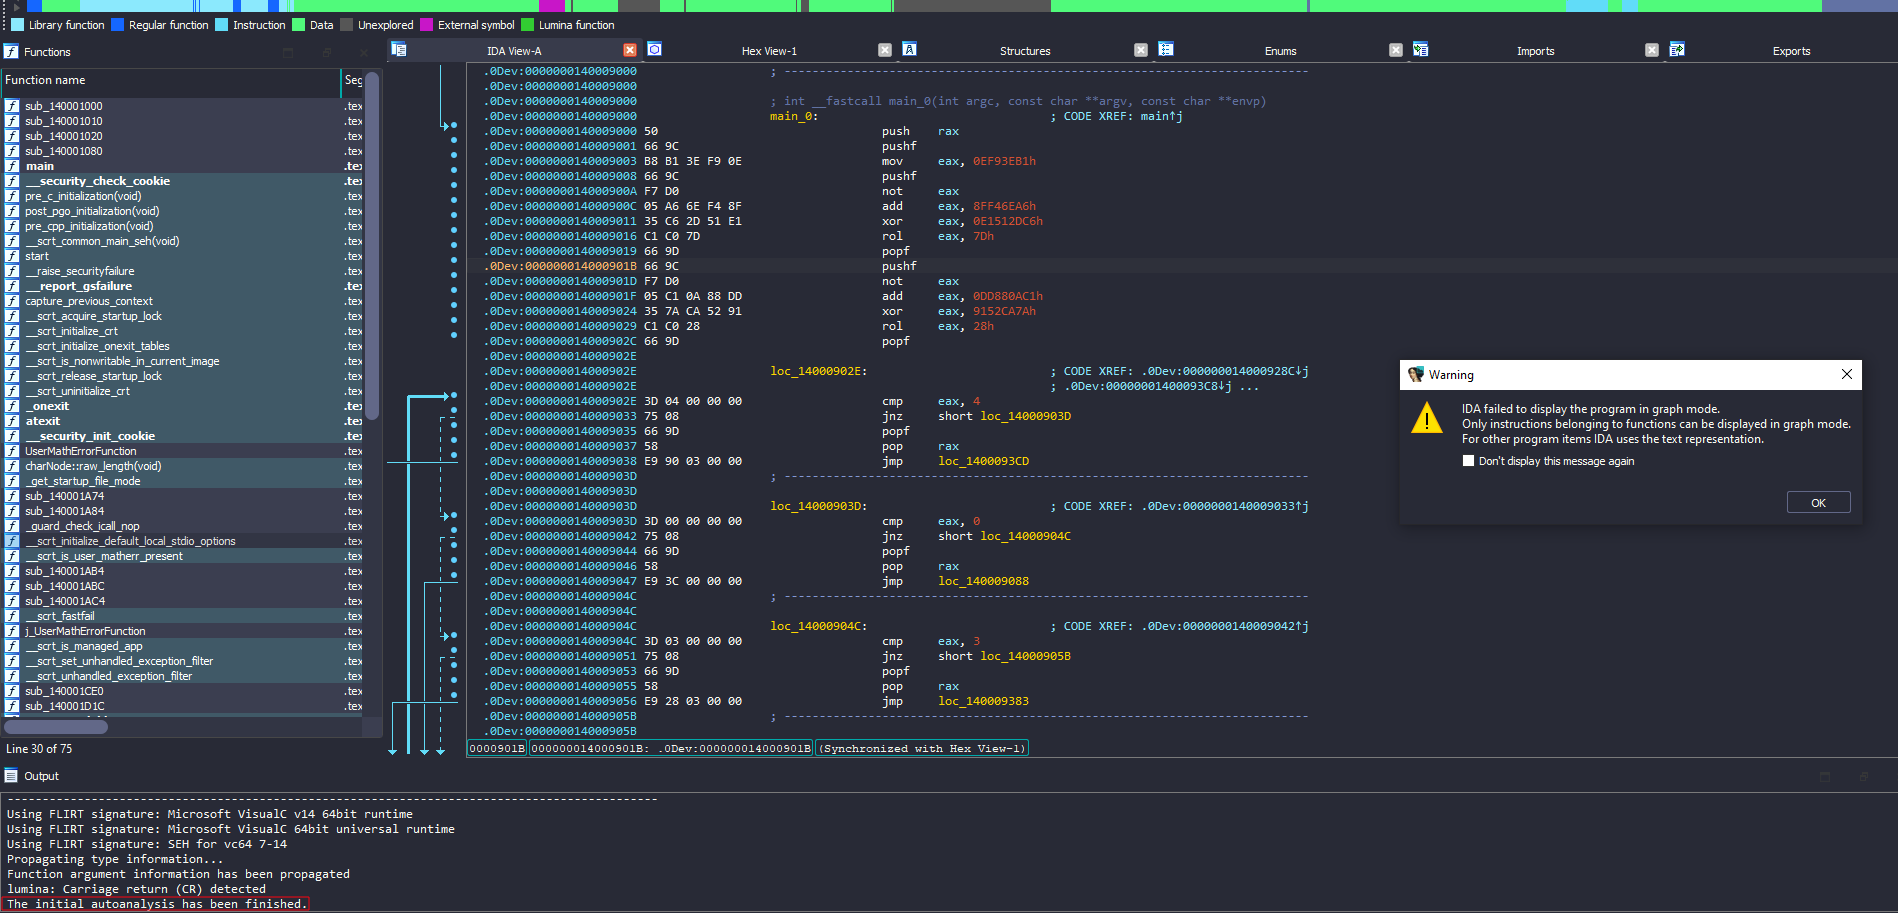 Library function Regular function Instruction Data Unexplored External symbol Lumina function
Functions
Function name Seg
sub_140001000 .tex
sub_140001010 .tex
sub_140001020 .tex
sub_140001080 .tex
main .tex
__security_check_cookie .tex
pre_c_initialization(void) .tex
post_pgo_initialization(void) .tex
pre_cpp_initialization(void) .tex
__scrt_common_main_seh(void) .tex
start .tex
__raise_securityfailure .tex
__report_gsfailure .tex
capture_previous_context .tex
__scrt_acquire_startup_lock .tex
__scrt_initialize_crt .tex
__scrt_initialize_onexit_tables .tex
__scrt_is_nonwritable_in_current_image .tex
__scrt_release_startup_lock .tex
__scrt_uninitialize_crt .tex
_onexit .tex
atexit .tex
__security_init_cookie .tex
UserMathErrorFunction .tex
charNode::raw_length(void) .tex
_get_startup_file_mode .tex
sub_140001A74 .tex
sub_140001A84 .tex
_guard_check_icall_nop .tex
__scrt_initialize_default_local_stdio_options .tex
__scrt_is_user_matherr_present .tex
sub_140001AB4 .tex
sub_140001ABC .tex
sub_140001AC4 .tex
__scrt_fastfail .tex
j_UserMathErrorFunction .tex
__scrt_is_managed_app .tex
__scrt_set_unhandled_exception_filter .tex
__scrt_unhandled_exception_filter .tex
sub_140001CE0 .tex
sub_140001D1C .tex
Line 30 of 75
IDA View-A Hex View-1 Structures Enums Imports Exports
.0Dev:0000000140009000 ; ---------------------------------------------------------------------------
.0Dev:0000000140009000
.0Dev:0000000140009000 ; int __fastcall main_0(int argc, const char **argv, const char **envp)
.0Dev:0000000140009000 main_0: ; CODE XREF: main↑j
.0Dev:0000000140009000 50 push rax
.0Dev:0000000140009001 66 9C pushf
.0Dev:0000000140009003 B8 B1 3E F9 0E mov eax, 0EF93EB1h
.0Dev:0000000140009008 66 9C pushf
.0Dev:000000014000900A F7 D0 not eax
.0Dev:000000014000900C 05 A6 6E F4 8F add eax, 8FF46EA6h
.0Dev:0000000140009011 35 C6 2D 51 E1 xor eax, 0E1512DC6h
.0Dev:0000000140009016 C1 C0 7D rol eax, 7Dh
.0Dev:0000000140009019 66 9D popf
.0Dev:000000014000901B 66 9C pushf
.0Dev:000000014000901D F7 D0 not eax
.0Dev:000000014000901F 05 C1 0A 88 DD add eax, 0DD880AC1h
.0Dev:0000000140009024 35 7A CA 52 91 xor eax, 9152CA7Ah
.0Dev:0000000140009029 C1 C0 28 rol eax, 28h
.0Dev:000000014000902C 66 9D popf
.0Dev:000000014000902E
.0Dev:000000014000902E loc_14000902E: ; CODE XREF: .0Dev:000000014000928C↓j
.0Dev:000000014000902E ; .0Dev:00000001400093C8↓j ...
.0Dev:000000014000902E 3D 04 00 00 00 cmp eax, 4
.0Dev:0000000140009033 75 08 jnz short loc_14000903D
.0Dev:0000000140009035 66 9D popf
.0Dev:0000000140009037 58 pop rax
.0Dev:0000000140009038 E9 90 03 00 00 jmp loc_1400093CD
.0Dev:000000014000903D ; ---------------------------------------------------------------------------
.0Dev:000000014000903D
.0Dev:000000014000903D loc_14000903D: ; CODE XREF: .0Dev:0000000140009033↑j
.0Dev:000000014000903D 3D 00 00 00 00 cmp eax, 0
.0Dev:0000000140009042 75 08 jnz short loc_14000904C
.0Dev:0000000140009044 66 9D popf
.0Dev:0000000140009046 58 pop rax
.0Dev:0000000140009047 E9 3C 00 00 00 jmp loc_140009088
.0Dev:000000014000904C ; ---------------------------------------------------------------------------
.0Dev:000000014000904C
.0Dev:000000014000904C loc_14000904C: ; CODE XREF: .0Dev:0000000140009042↑j
.0Dev:000000014000904C 3D 03 00 00 00 cmp eax, 3
.0Dev:0000000140009051 75 08 jnz short loc_14000905B
.0Dev:0000000140009053 66 9D popf
.0Dev:0000000140009055 58 pop rax
.0Dev:0000000140009056 E9 28 03 00 00 jmp loc_140009383
.0Dev:000000014000905B ; ---------------------------------------------------------------------------
.0Dev:000000014000905B
0000901B 000000014000901B: .0Dev:000000014000901B (Synchronized with Hex View-1)
Warning
IDA failed to display the program in graph mode.
Only instructions belonging to functions can be displayed in graph mode.
For other program items IDA uses the text representation.
Don't display this message again
OK
Output
---------------------------------------------------------------------------------------------
Using FLIRT signature: Microsoft VisualC v14 64bit runtime
Using FLIRT signature: Microsoft VisualC 64bit universal runtime
Using FLIRT signature: SEH for vc64 7-14
Propagating type information...
Function argument information has been propagated
lumina: Carriage return (CR) detected
The initial autoanalysis has been finished.